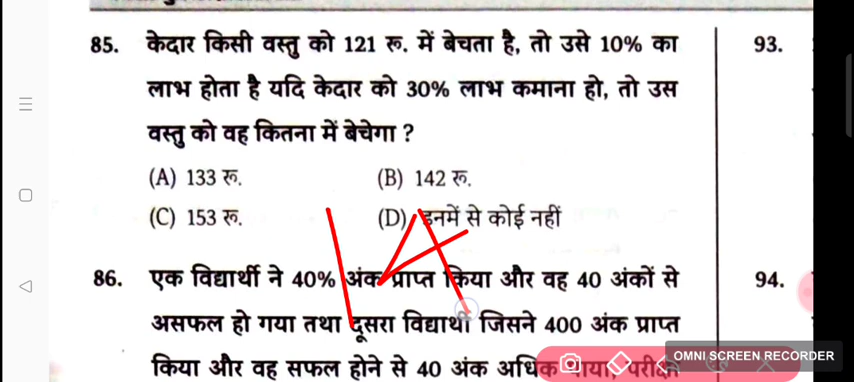 85. केदार किसी वस्तु को 121 रू. में बेचता है, तो उसे 10% का
लाभ होता है यदि केदार को 30% लाभ कमाना हो, तो उस
वस्तु को वह कितना में बेचेगा ?
(A) 133 रू. (B) 142 रू.
(C) 153 रू. (D) इनमें से कोई नहीं
86. एक विद्यार्थी ने 40% अंक प्राप्त किया और वह 40 अंकों से
असफल हो गया तथा दूसरा विद्यार्थी जिसने 400 अंक प्राप्त
किया और वह सफल होने से 40 अंक अधिक पाया, परीक्षा
93.
94.
14
OMNI SCREEN RECORDER